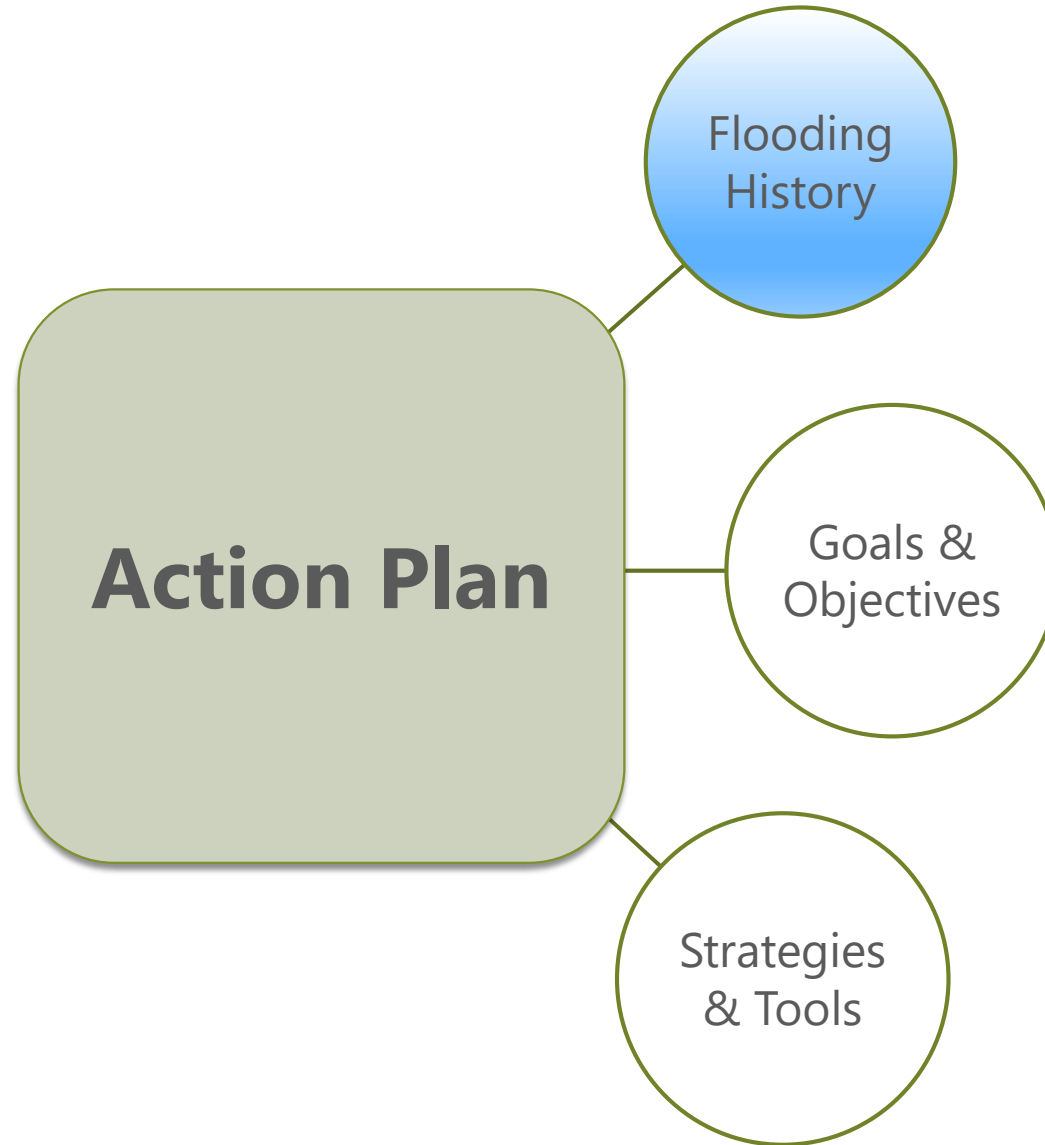 Flooding
History
Action Plan
Goals &
Objectives
Strategies
& Tools